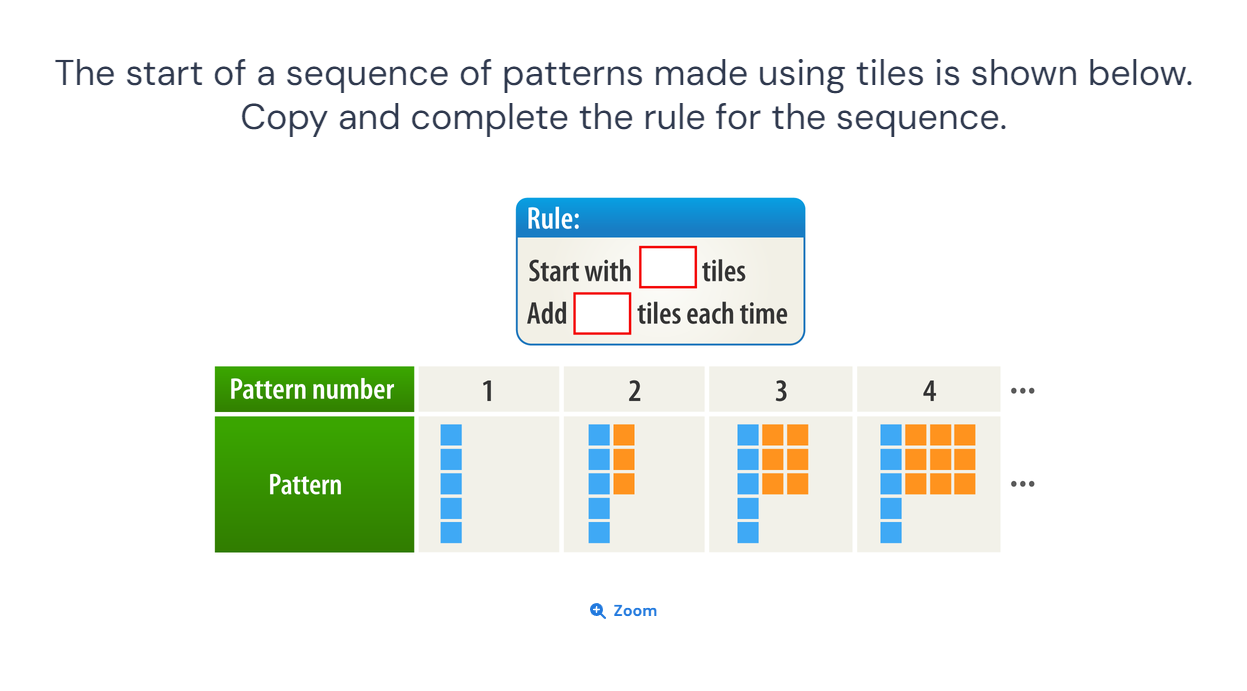 The start of a sequence of patterns made using tiles is shown below.
Copy and complete the rule for the sequence.
Rule:
Start with tiles
Add tiles each time
Pattern number 1 2 3 4 ...
Pattern ...
Zoom